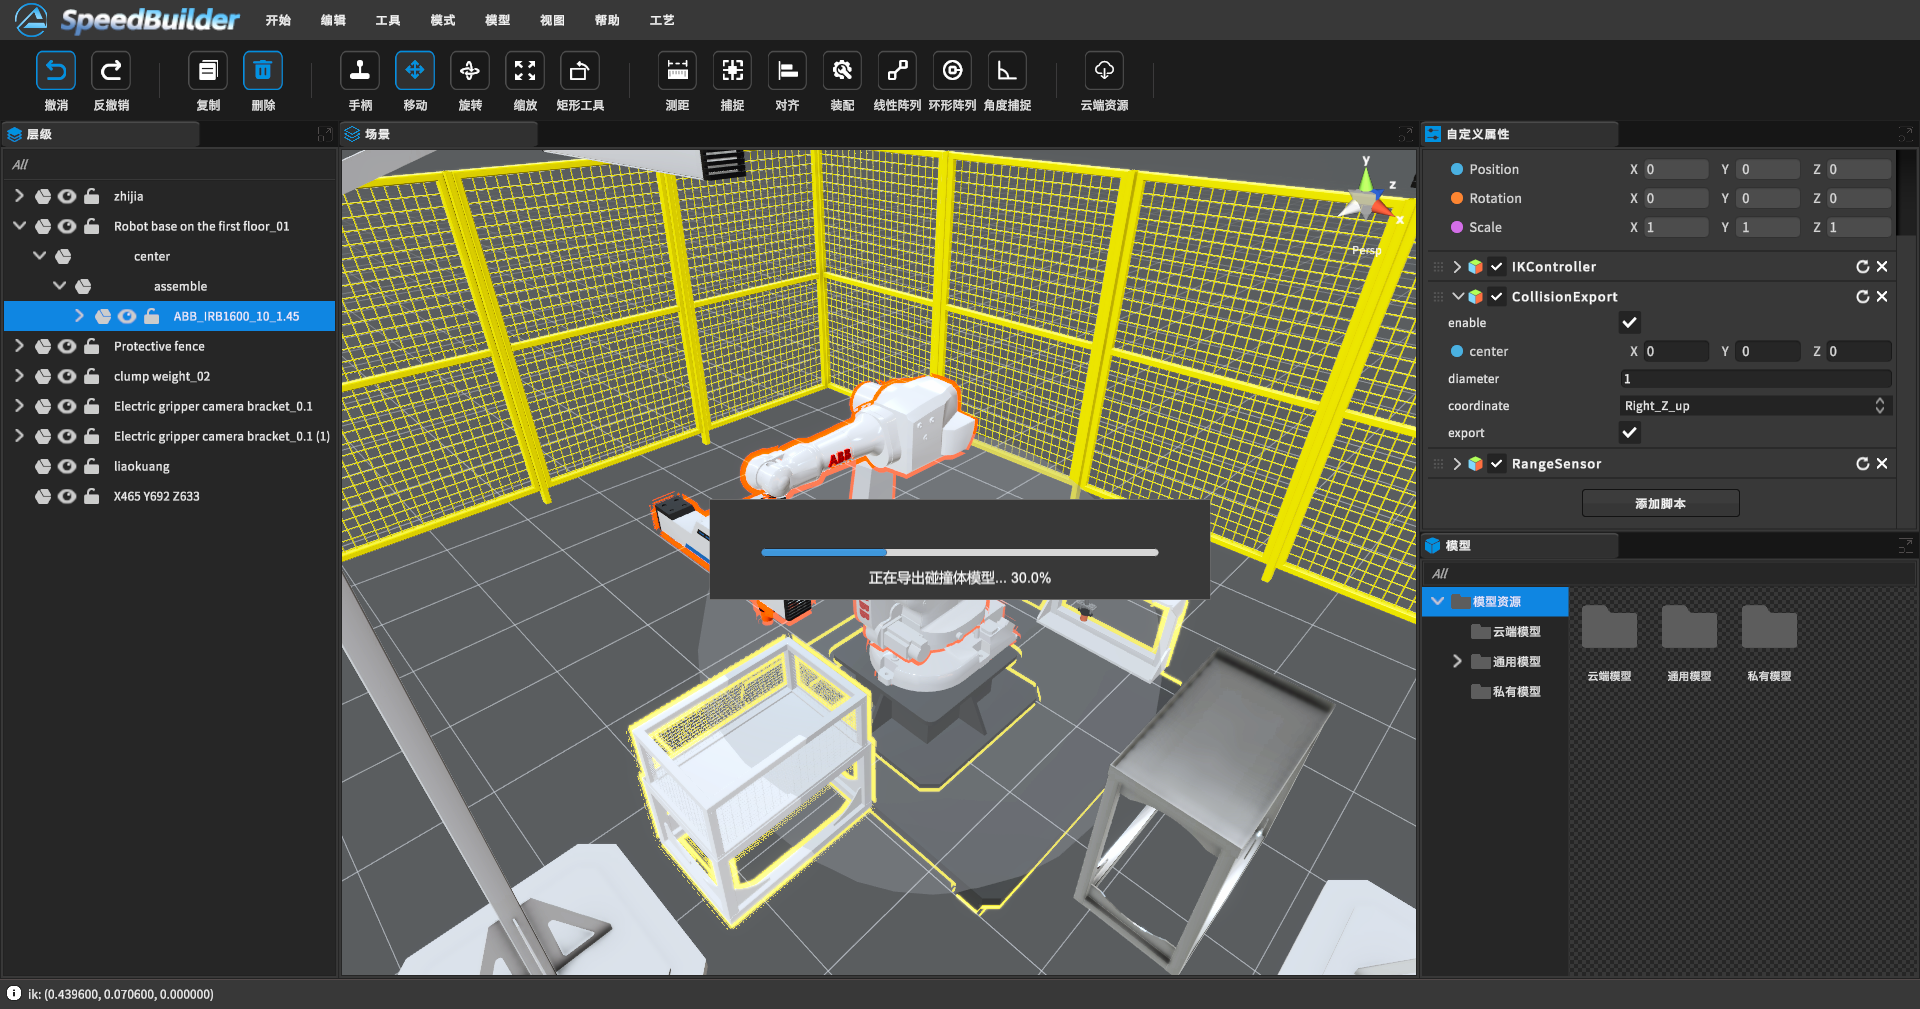 SpeedBuilder
开始 编辑 工具 模式 模型 视图 帮助 工艺
撤消 反撤销 复制 删除 手柄 移动 旋转 缩放 矩形工具 测距 捕捉 对齐 装配 线性阵列 环形阵列 角度捕捉 云端资源
层级
All
zhijia
Robot base on the first floor_01
center
assemble
ABB_IRB1600_10_1.45
Protective fence
clump weight_02
Electric gripper camera bracket_0.1
Electric gripper camera bracket_0.1 (1)
liaokuang
X465 Y692 Z633
场景
y
z
x
Persp
ABB
正在导出碰撞体模型... 30.0%
自定义属性
Position X 0 Y 0 Z 0
Rotation X 0 Y 0 Z 0
Scale X 1 Y 1 Z 1
IKController
CollisionExport
enable
center X 0 Y 0 Z 0
diameter 1
coordinate Right_Z_up
export
RangeSensor
添加脚本
模型
All
模型资源
云端模型
通用模型
私有模型
云端模型 通用模型 私有模型
ik: (0.439600, 0.070600, 0.000000)